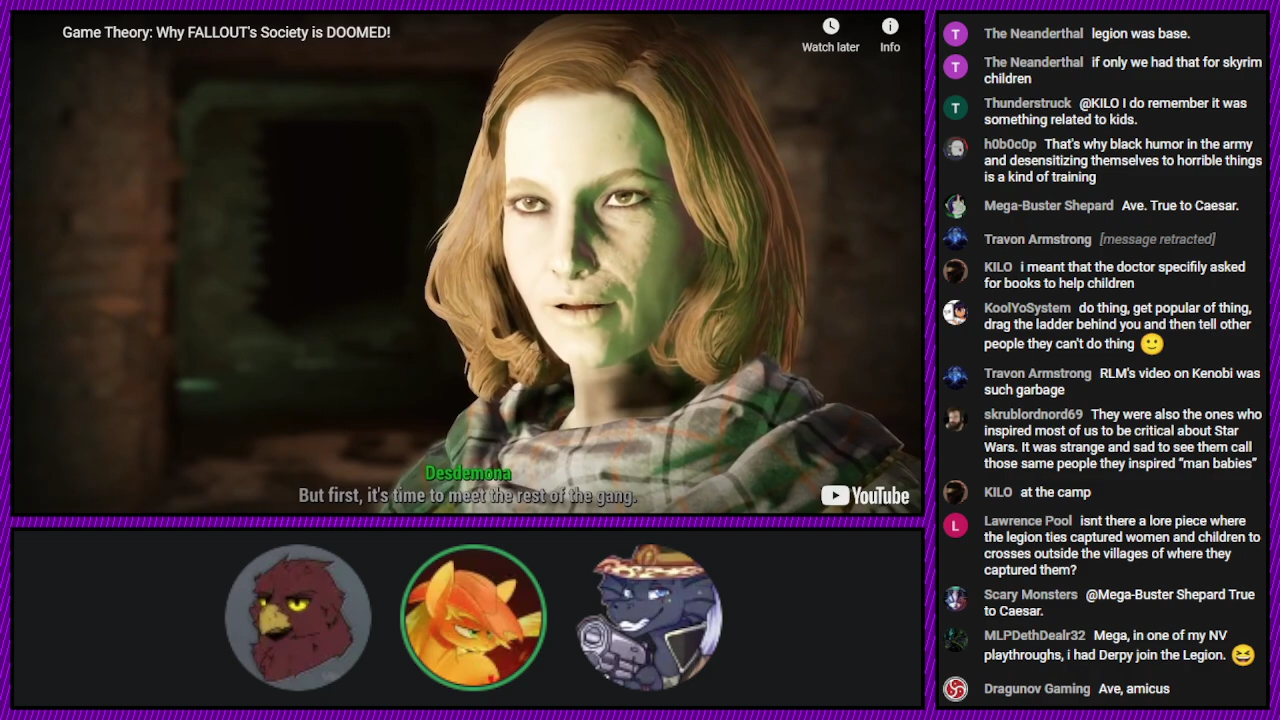 Game Theory: Why FALLOUT's Society is DOOMED!
Watch later
Info
Desdemona
But first, it's time to meet the rest of the gang.
YouTube
T
The Neanderthal legion was base.
T
The Neanderthal if only we had that for skyrim
children
T
Thunderstruck @KILO I do remember it was
something related to kids.
h0b0c0p That's why black humor in the army
and desensitizing themselves to horrible things
is a kind of training
Mega-Buster Shepard Ave. True to Caesar.
Travon Armstrong [message retracted]
KILO i meant that the doctor specifily asked
for books to help children
KoolYoSystem do thing, get popular of thing,
drag the ladder behind you and then tell other
people they can't do thing 🙂
Travon Armstrong RLM's video on Kenobi was
such garbage
skrublordnord69 They were also the ones who
inspired most of us to be critical about Star
Wars. It was strange and sad to see them call
those same people they inspired “man babies”
KILO at the camp
L
Lawrence Pool isnt there a lore piece where
the legion ties captured women and children to
crosses outside the villages of where they
captured them?
Scary Monsters @Mega-Buster Shepard True
to Caesar.
MLPDethDealr32 Mega, in one of my NV
playthroughs, i had Derpy join the Legion. 😆
Dragunov Gaming Ave, amicus